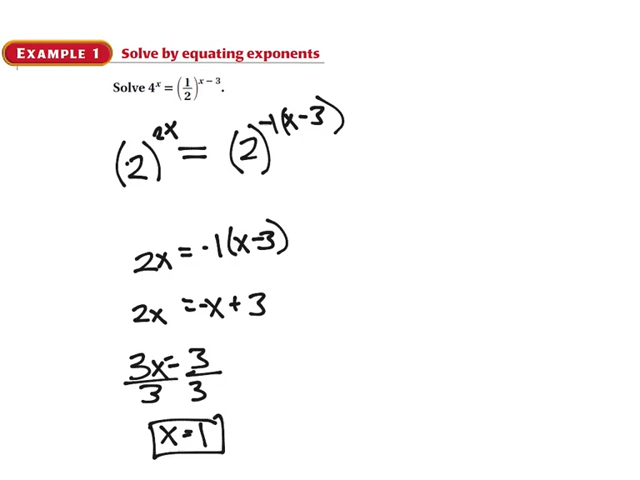 EXAMPLE 1 Solve by equating exponents
Solve 4^x = (1/2)^(x – 3).
(2)^2x = (2)^-1(x-3)
2x = -1(x-3)
2x = -x + 3
3x/3 = 3/3
x = 1